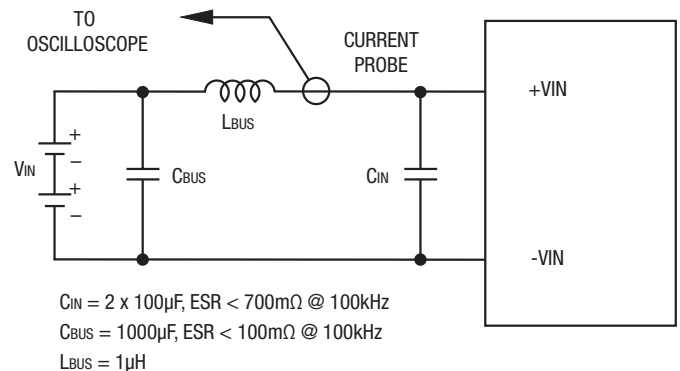 TO
OSCILLOSCOPE
CURRENT
PROBE
LBUS
+VIN
VIN
+
−
+
−
CBUS
CIN
-VIN
CIN = 2 x 100µF, ESR < 700mΩ @ 100kHz
CBUS = 1000µF, ESR < 100mΩ @ 100kHz
LBUS = 1µH